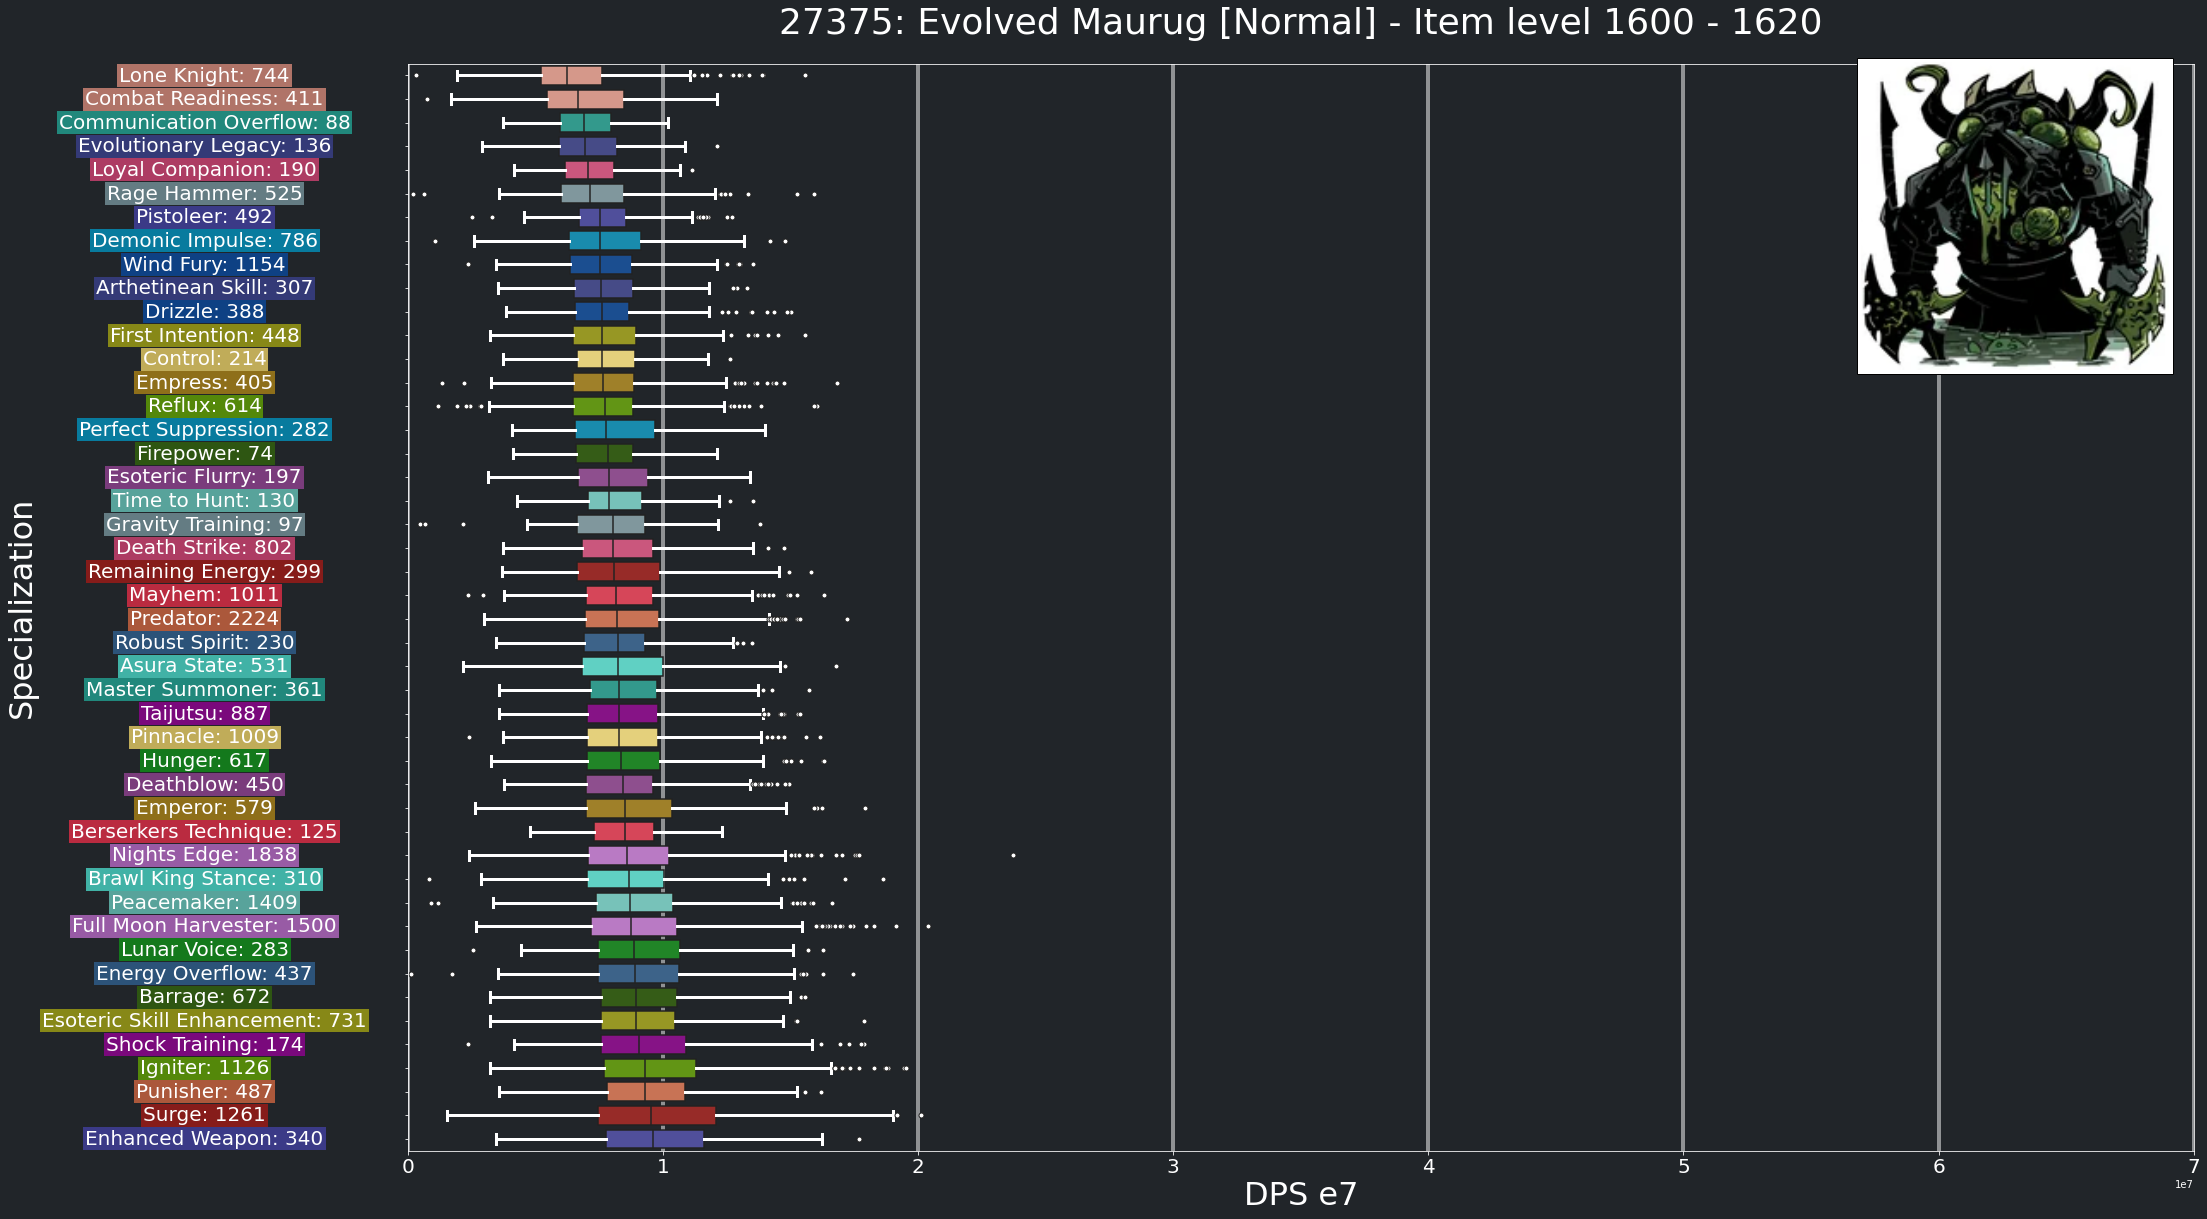 27375: Evolved Maurug [Normal] - Item level 1600 - 1620
Lone Knight: 744
Combat Readiness: 411
Communication Overflow: 88
Evolutionary Legacy: 136
Loyal Companion: 190
Rage Hammer: 525
Pistoleer: 492
Demonic Impulse: 786
Wind Fury: 1154
Arthetinean Skill: 307
Drizzle: 388
First Intention: 448
Control: 214
Empress: 405
Reflux: 614
Perfect Suppression: 282
Firepower: 74
Esoteric Flurry: 197
Time to Hunt: 130
Gravity Training: 97
Death Strike: 802
Remaining Energy: 299
Mayhem: 1011
Predator: 2224
Robust Spirit: 230
Asura State: 531
Master Summoner: 361
Taijutsu: 887
Pinnacle: 1009
Hunger: 617
Deathblow: 450
Emperor: 579
Berserkers Technique: 125
Nights Edge: 1838
Brawl King Stance: 310
Peacemaker: 1409
Full Moon Harvester: 1500
Lunar Voice: 283
Energy Overflow: 437
Barrage: 672
Esoteric Skill Enhancement: 731
Shock Training: 174
Igniter: 1126
Punisher: 487
Surge: 1261
Enhanced Weapon: 340
Specialization
0 1 2 3 4 5 6 7
1e7
DPS e7